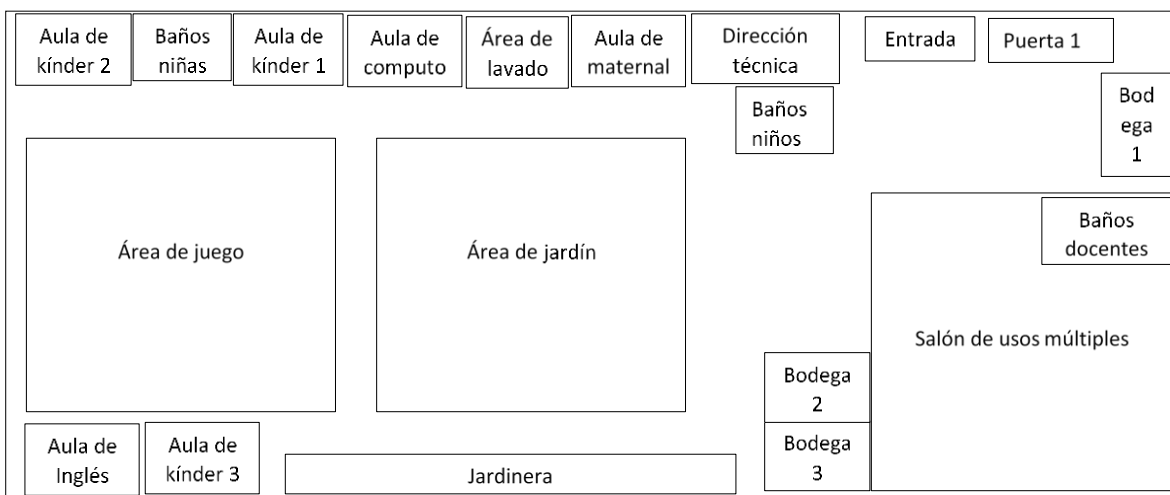 Aula de
kínder 2
Baños
niñas
Aula de
kínder 1
Aula de
computo
Área de
lavado
Aula de
maternal
Dirección
técnica
Entrada
Puerta 1
Baños
niños
Bod
ega
1
Área de juego
Área de jardín
Baños
docentes
Salón de usos múltiples
Bodega
2
Bodega
3
Aula de
Inglés
Aula de
kínder 3
Jardinera